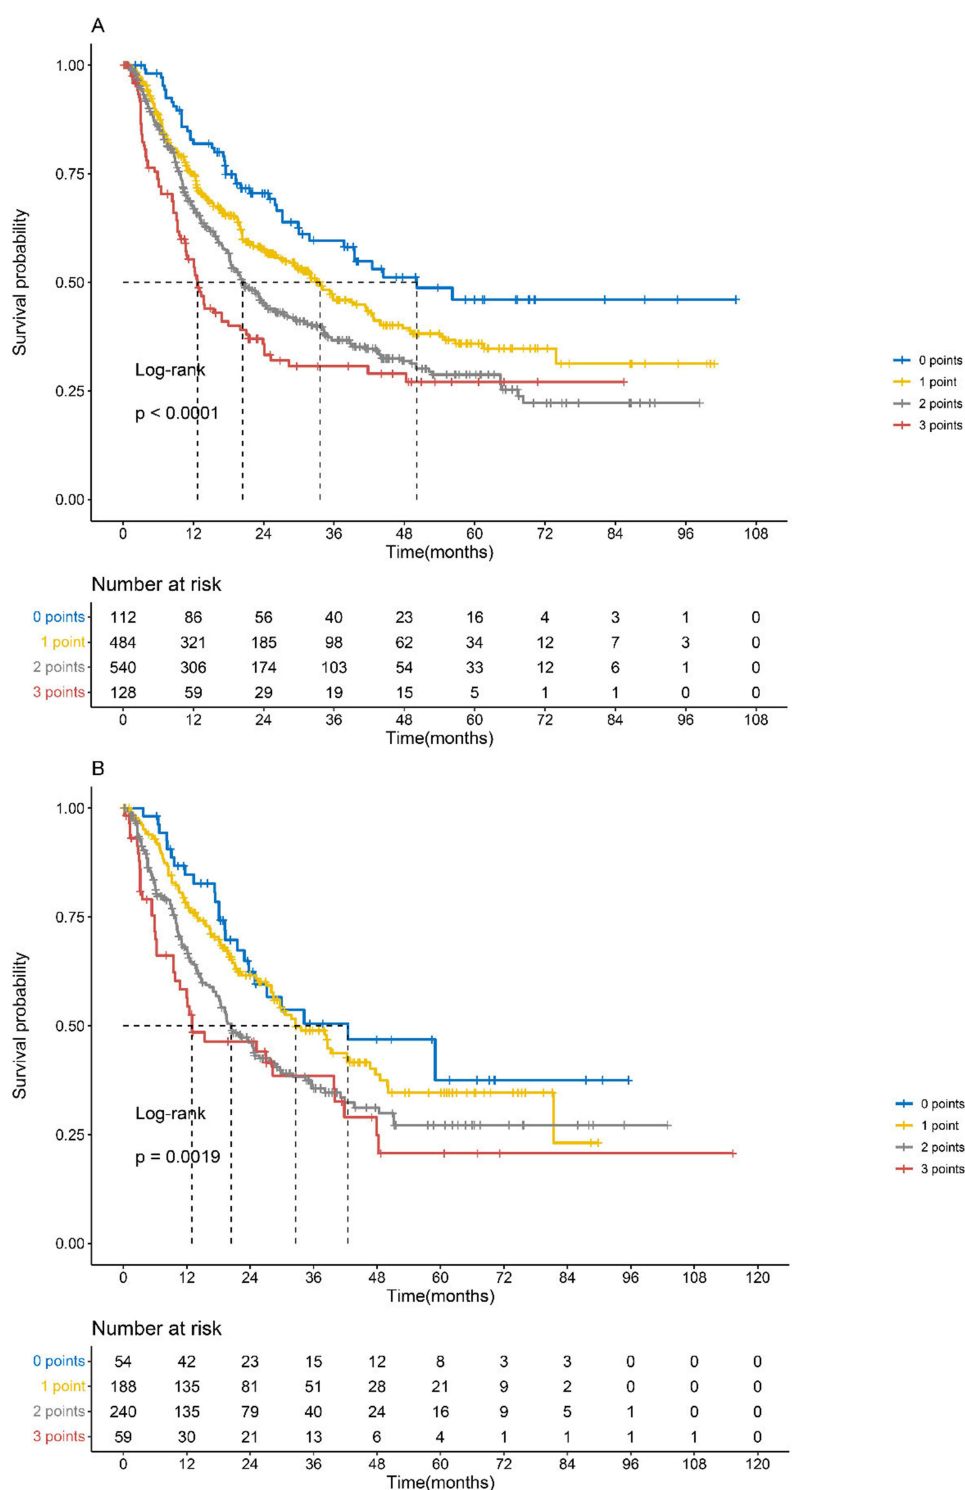 A
1.00
0.75
0.50
0.25
0.00
Survival probability
Log-rank
p < 0.0001
0 points
1 point
2 points
3 points
0 12 24 36 48 60 72 84 96 108
Time(months)
Number at risk
0 points 112 86 56 40 23 16 4 3 1 0
1 point 484 321 185 98 62 34 12 7 3 0
2 points 540 306 174 103 54 33 12 6 1 0
3 points 128 59 29 19 15 5 1 1 0 0
0 12 24 36 48 60 72 84 96 108
Time(months)
B
1.00
0.75
0.50
0.25
0.00
Survival probability
Log-rank
p = 0.0019
0 points
1 point
2 points
3 points
0 12 24 36 48 60 72 84 96 108 120
Time(months)
Number at risk
0 points 54 42 23 15 12 8 3 3 0 0 0
1 point 188 135 81 51 28 21 9 2 0 0 0
2 points 240 135 79 40 24 16 9 5 1 0 0
3 points 59 30 21 13 6 4 1 1 1 1 0
0 12 24 36 48 60 72 84 96 108 120
Time(months)